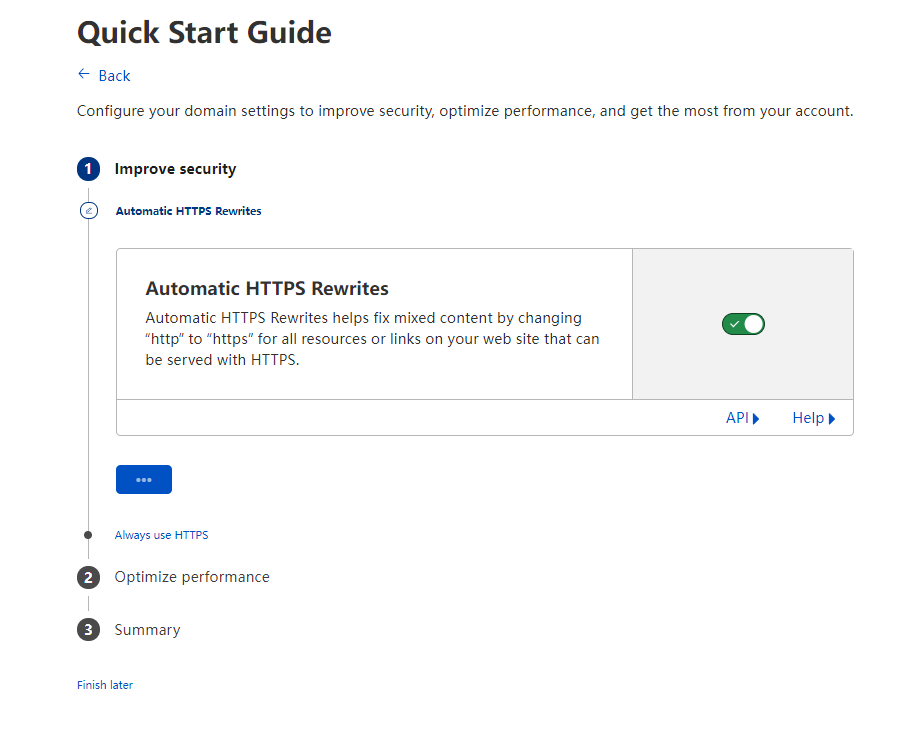 Quick Start Guide
← Back
Configure your domain settings to improve security, optimize performance, and get the most from your account.
1 Improve security
Automatic HTTPS Rewrites
Automatic HTTPS Rewrites
Automatic HTTPS Rewrites helps fix mixed content by changing
“http” to “https” for all resources or links on your web site that can
be served with HTTPS.
API Help
Always use HTTPS
2 Optimize performance
3 Summary
Finish later